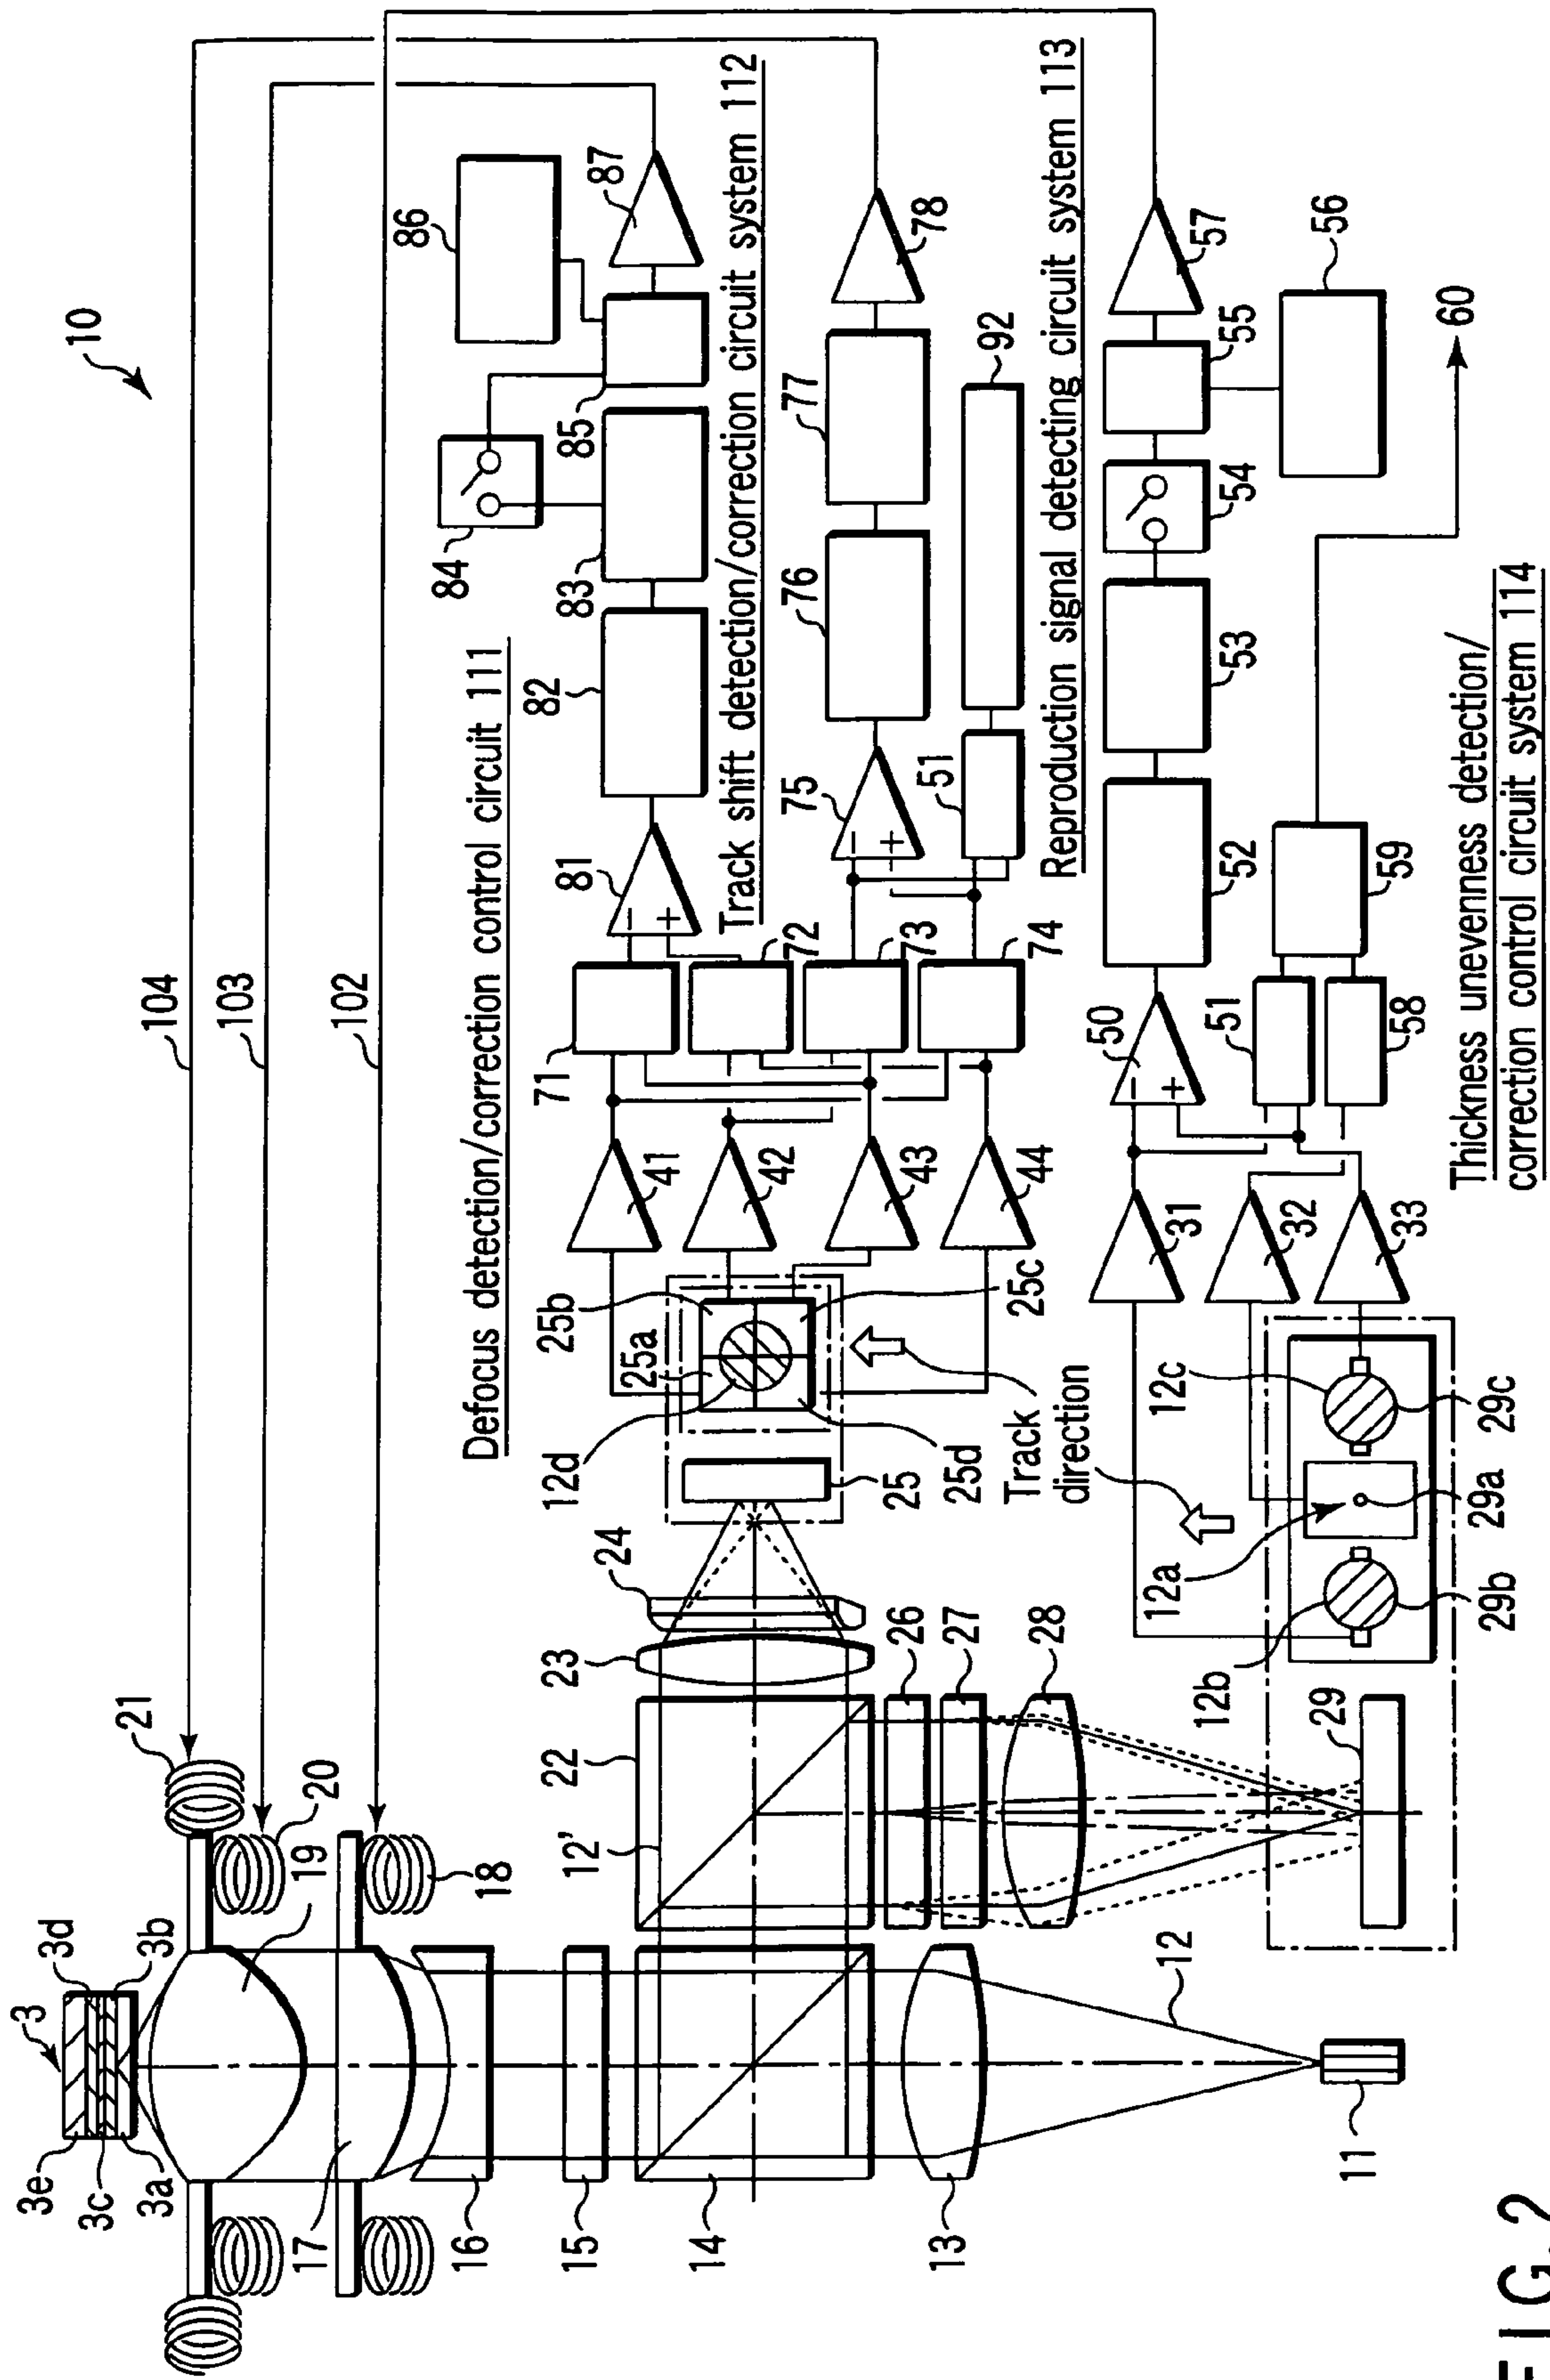 10
104
103
102
3
3d
3b
3e
3c
3a
21
20
19
18
17
16
15
14
13
12
11
12'
22
23
24
25
26
27
28
29
12d
25a
25b
25c
25d
Track
direction
12a
12b
12c
29a
29b
29c
41
42
43
44
31
32
33
71
72
73
74
Defocus detection/correction control circuit 111
81
82
83
84
85
86
87
Track shift detection/correction circuit system 112
75
76
77
78
51
92
Reproduction signal detecting circuit system 113
50
52
53
54
55
56
57
51
58
59
60
Thickness unevenness detection/
correction control circuit system 114
FIG.2